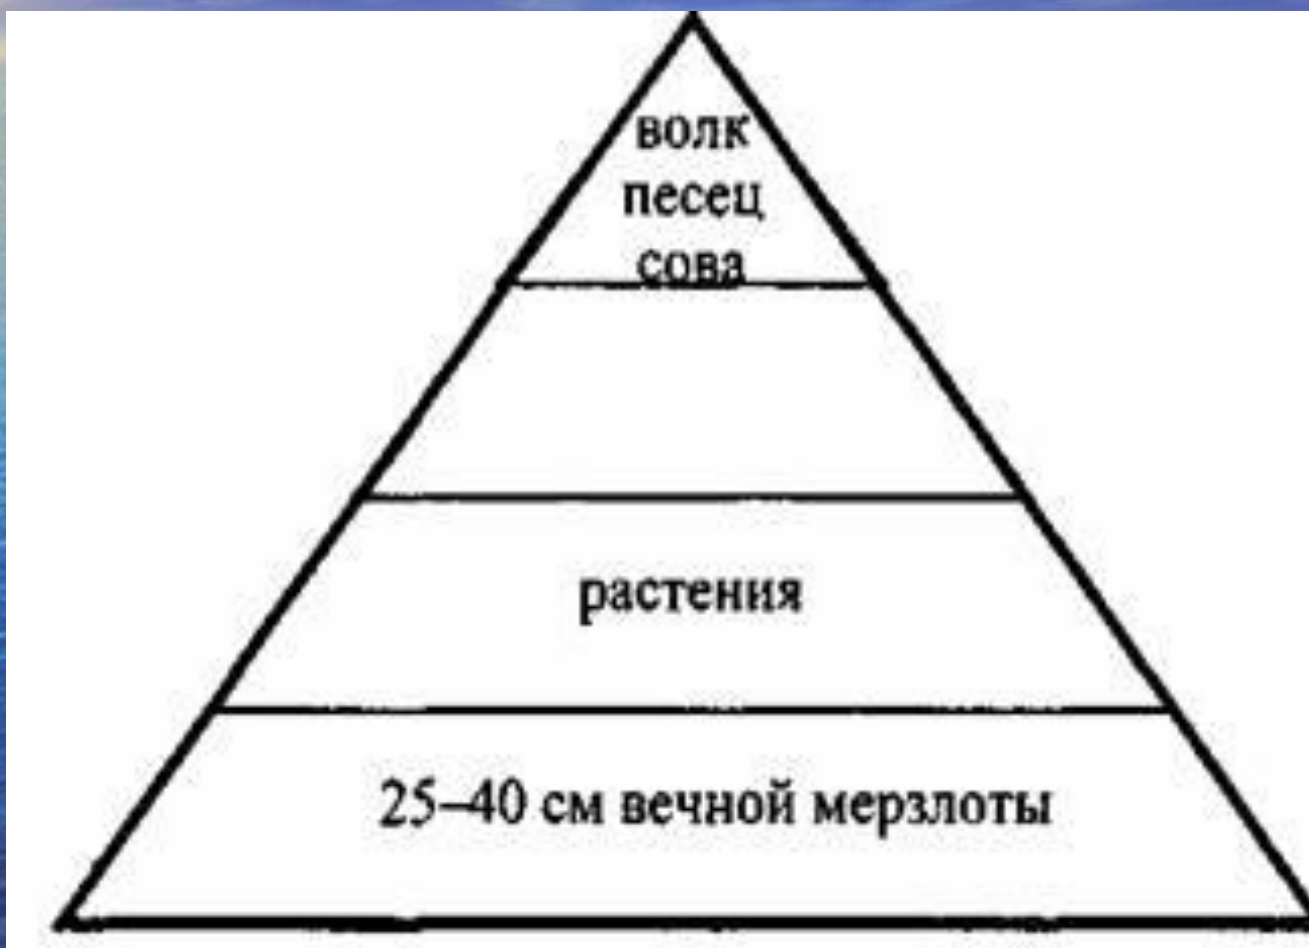 волк
песец
сова
растения
25–40 см вечной мерзлоты